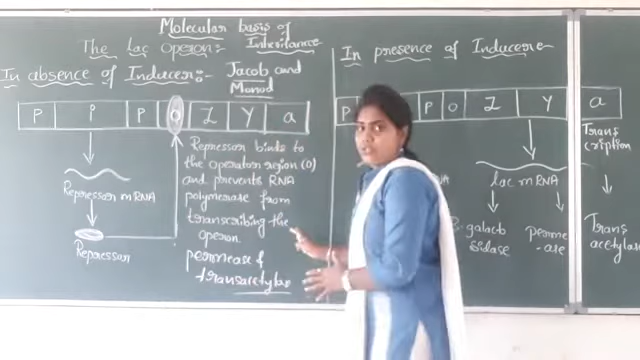 Molecular basis of
Inheritance
The Lac Operon:-
In absence of Inducer:- Jacob and
Monod
P i P O Z Y a
Repressor mRNA
Repressor
Repressor binds to
the operator region (O)
and prevents RNA
polymerase from
transcribing the
operon
permease &
transacetylase
In presence of Inducer:-
P P O Z Y a
Trans
cription
NA
lac mRNA
β-galacto
sidase
perme
-ase
Trans
acetylase